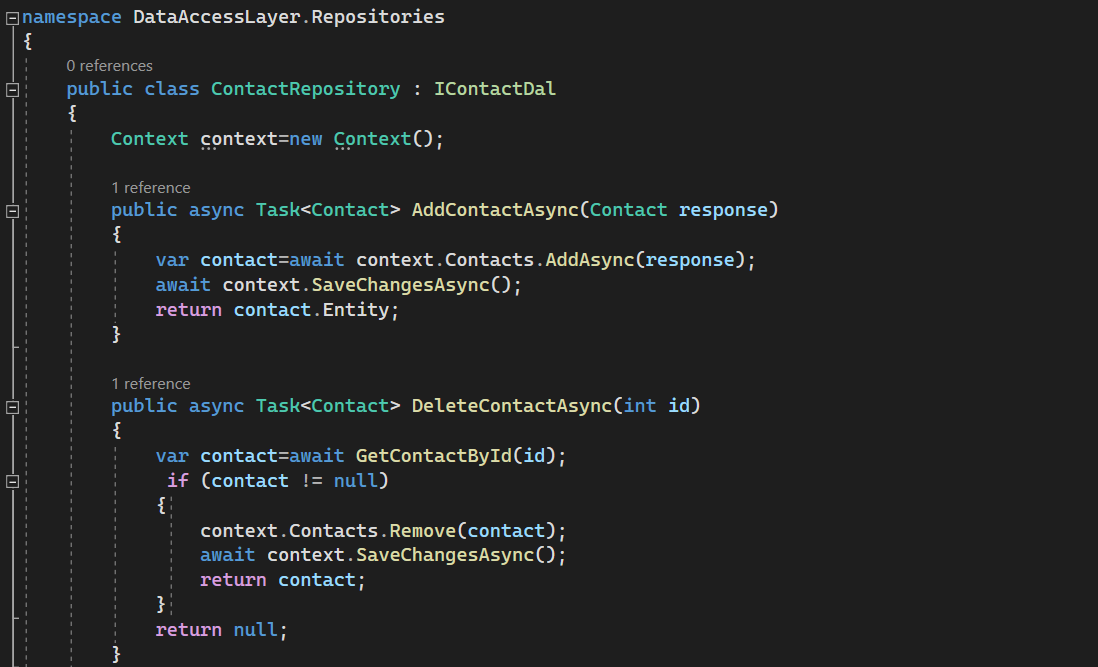 namespace DataAccessLayer.Repositories
{
0 references
public class ContactRepository : IContactDal
{
Context context=new Context();
1 reference
public async Task<Contact> AddContactAsync(Contact response)
{
var contact=await context.Contacts.AddAsync(response);
await context.SaveChangesAsync();
return contact.Entity;
}
1 reference
public async Task<Contact> DeleteContactAsync(int id)
{
var contact=await GetContactById(id);
if (contact != null)
{
context.Contacts.Remove(contact);
await context.SaveChangesAsync();
return contact;
}
return null;
}